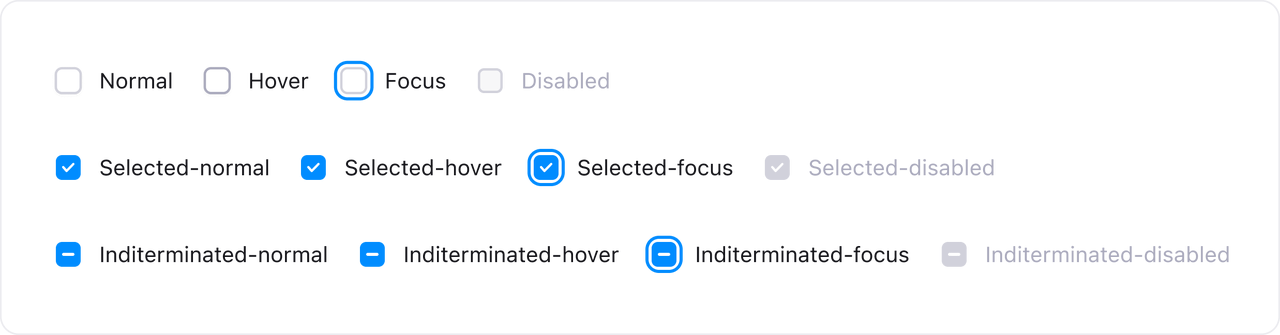 Normal Hover Focus Disabled
Selected-normal Selected-hover Selected-focus Selected-disabled
Inditerminated-normal Inditerminated-hover Inditerminated-focus Inditerminated-disabled